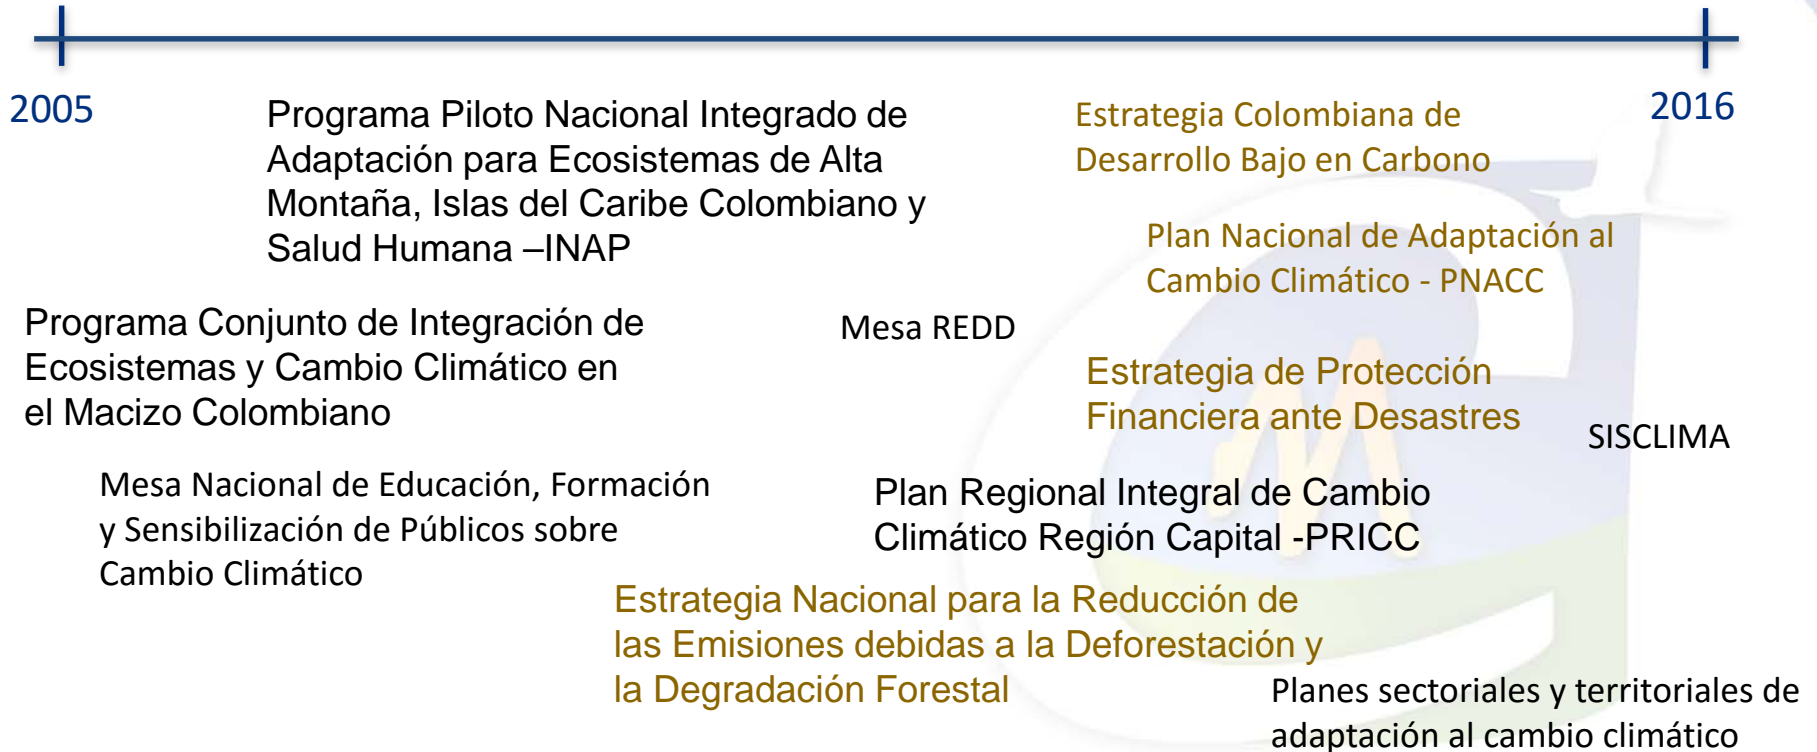 2005
2016
Programa Piloto Nacional Integrado de
Adaptación para Ecosistemas de Alta
Montaña, Islas del Caribe Colombiano y
Salud Humana –INAP
Estrategia Colombiana de
Desarrollo Bajo en Carbono
Plan Nacional de Adaptación al
Cambio Climático - PNACC
Programa Conjunto de Integración de
Ecosistemas y Cambio Climático en
el Macizo Colombiano
Mesa REDD
Estrategia de Protección
Financiera ante Desastres
SISCLIMA
Mesa Nacional de Educación, Formación
y Sensibilización de Públicos sobre
Cambio Climático
Plan Regional Integral de Cambio
Climático Región Capital -PRICC
Estrategia Nacional para la Reducción de
las Emisiones debidas a la Deforestación y
la Degradación Forestal
Planes sectoriales y territoriales de
adaptación al cambio climático